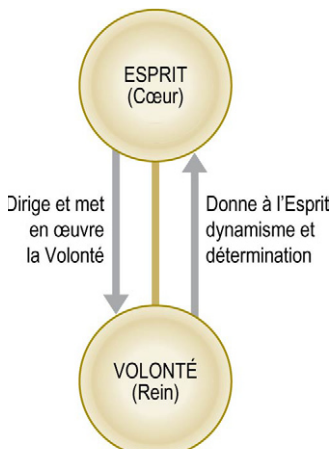 ESPRIT
(Cœur)
Dirige et met
en œuvre
la Volonté
Donne à l'Esprit
dynamisme et
détermination
VOLONTÉ
(Rein)